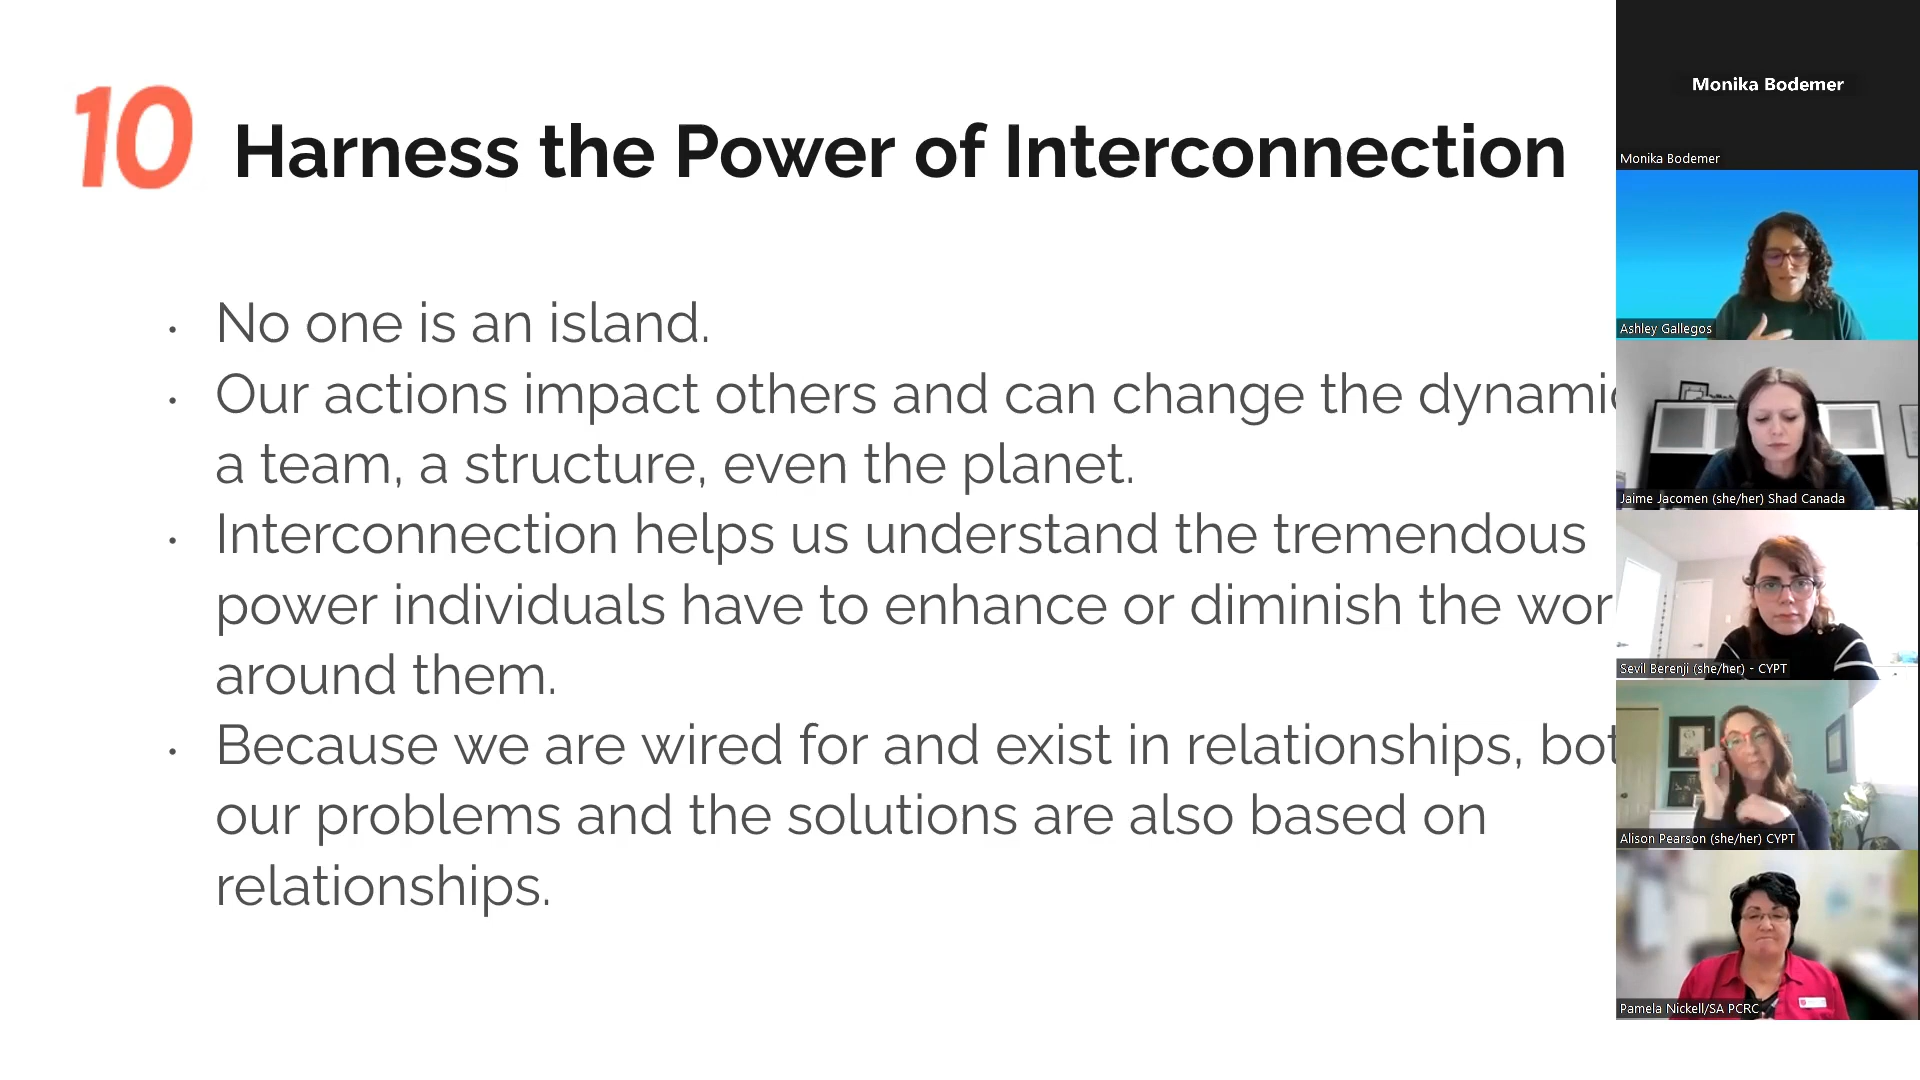 10 Harness the Power of Interconnection
• No one is an island.
• Our actions impact others and can change the
a team, a structure, even the planet.
• Interconnection helps us understand the tremendous
power individuals have to enhance or diminish the
around them.
• Because we are wired for and exist in relationships,
our problems and the solutions are also based on
relationships.
Monika Bodemer
Monika Bodemer
Ashley Gallegos
Jaime Jacomen (she/her) Shad Canada
Sevil Berenji (she/her) - CYPT
Alison Pearson (she/her) CYPT
Pamela Nickell/SA PCRC